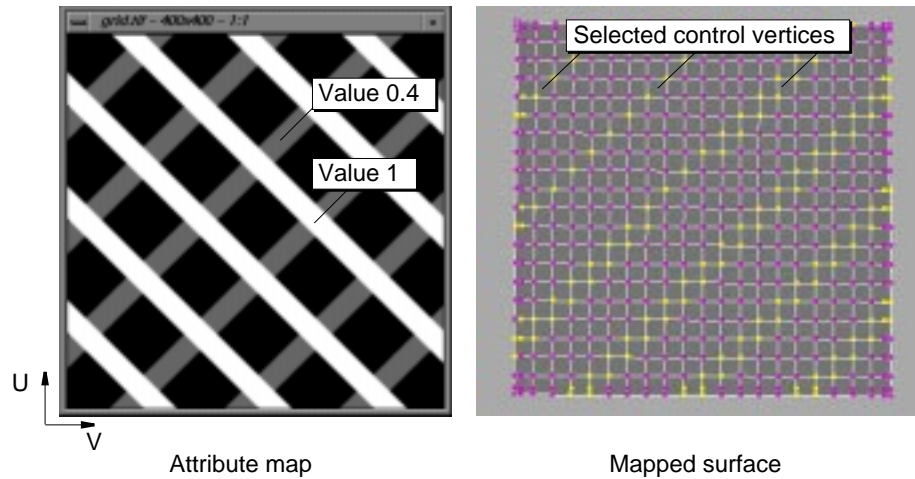 grid.tif – 400x400 – 1:1
Selected control vertices
Value 0.4
Value 1
U
V
Attribute map
Mapped surface